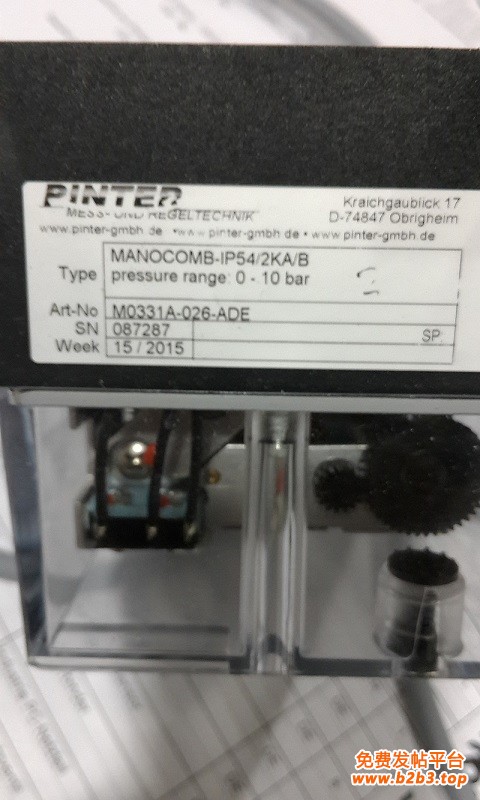 PINTER
MESS- UND REGELTECHNIK
Kraichgaublick 17
D-74847 Obrigheim
www.pinter-gmbh.de • www.pinter-gmbh.de • www.pinter-gmbh.de
Type MANOCOMB-IP54/2KA/B
pressure range: 0 - 10 bar
Art-No M0331A-026-ADE
SN 087287 SP
Week 15 / 2015
免费发帖平台
www.b2b3.top